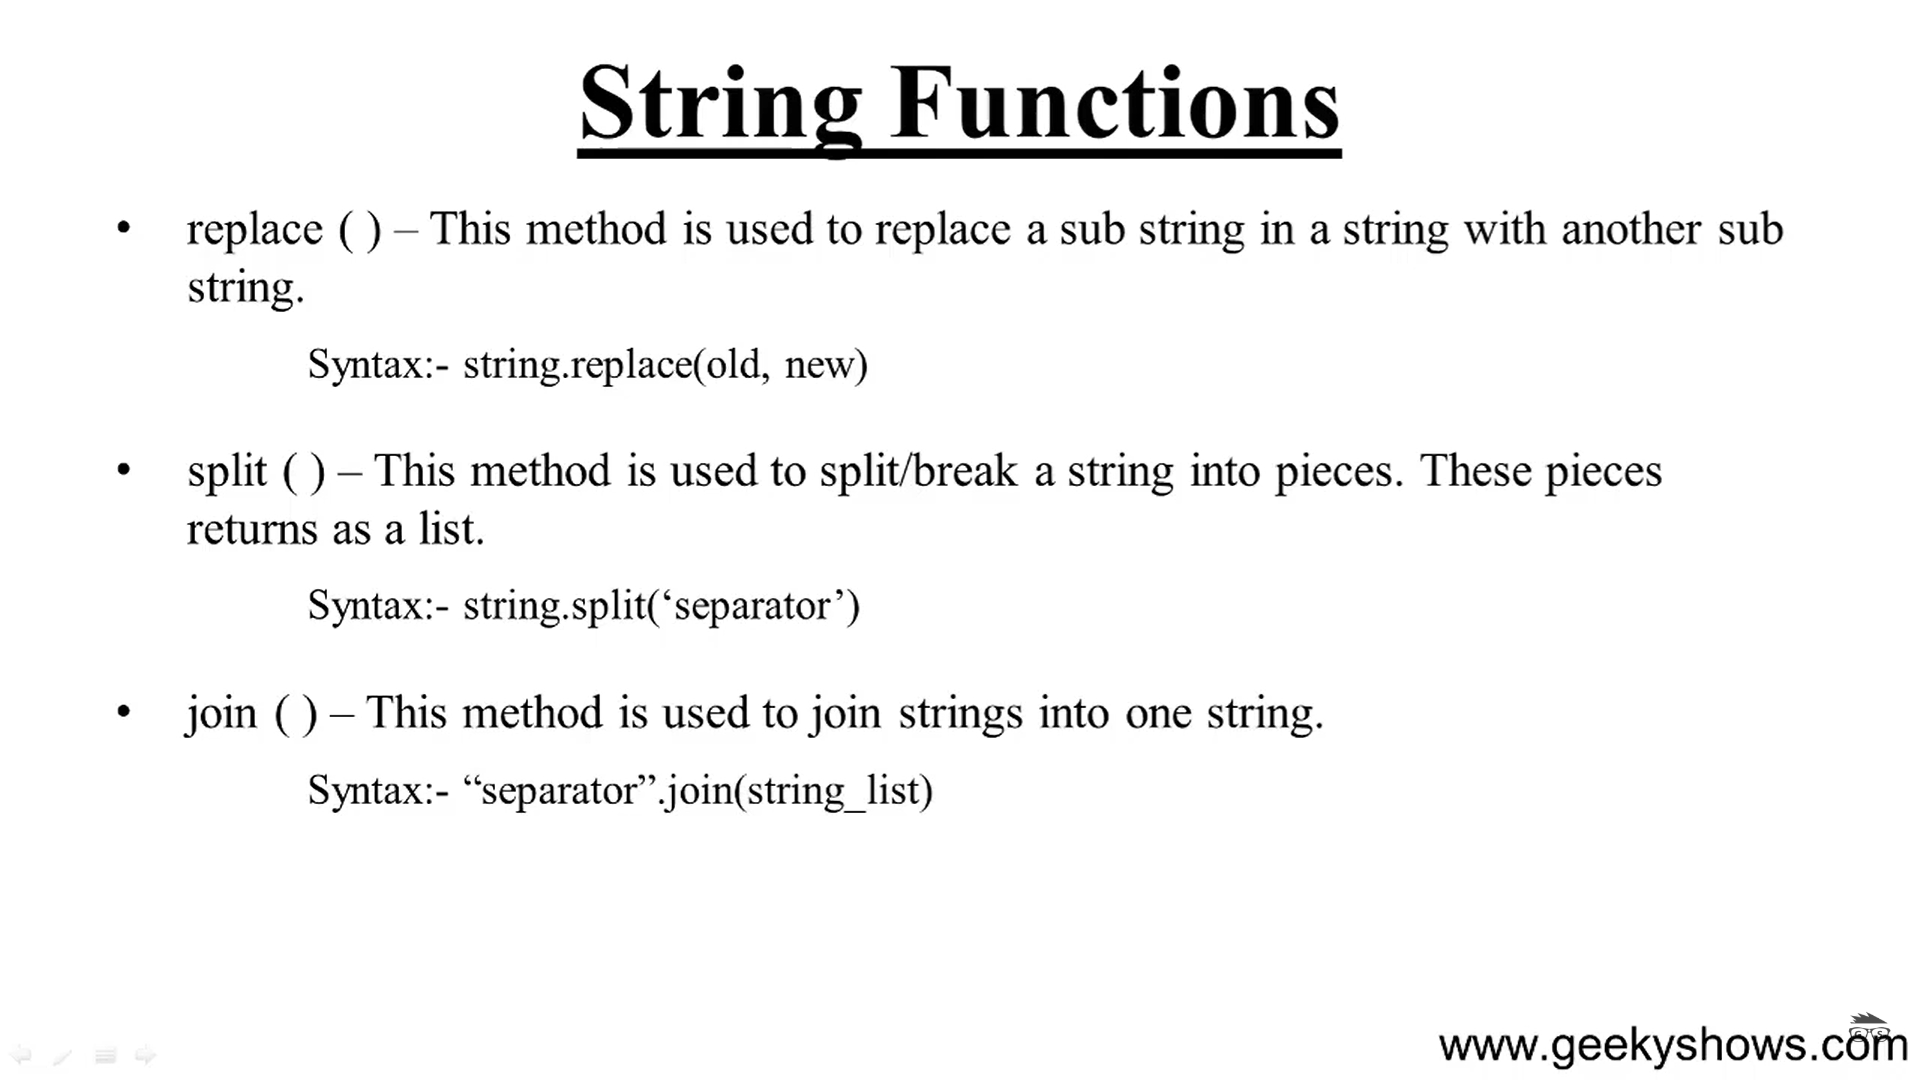 String Functions
• replace ( ) – This method is used to replace a sub string in a string with another sub
string.
Syntax:- string.replace(old, new)
• split ( ) – This method is used to split/break a string into pieces. These pieces
returns as a list.
Syntax:- string.split(‘separator’)
• join ( ) – This method is used to join strings into one string.
Syntax:- “separator”.join(string_list)
www.geekyshows.com